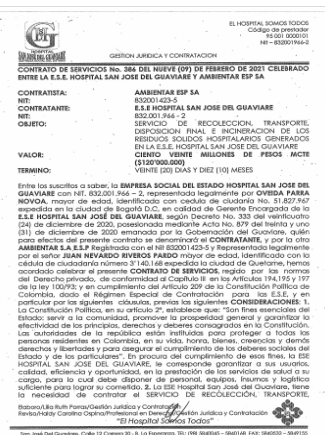 EL HOSPITAL SOMOS TODOS
Código de prestador
95 001 0000101
Nit – 832001966-2
HOSPITAL
SAN JOSÉ DEL GUAVIARE
GESTION JURIDICA Y CONTRATACION
CONTRATO DE SERVICIOS No. 386 DEL NUEVE (09) DE FEBRERO DE 2021 CELEBRADO
ENTRE LA E.S.E. HOSPITAL SAN JOSE DEL GUAVIARE Y AMBIENTAR ESP SA
CONTRATISTA: AMBIENTAR ESP SA
NIT: 832001423-5
CONTRATANTE: E.S.E HOSPITAL SAN JOSE DEL GUAVIARE
NIT: 832.001.966 - 2
OBJETO: SERVICIO DE RECOLECCION, TRANSPORTE,
DISPOSICION FINAL E INCINERACION DE LOS
RESIDUOS SOLIDOS HOSPITALARIOS GENERADOS
EN LA E.S.E. HOSPITAL SAN JOSE DEL GUAVIARE
VALOR: CIENTO VEINTE MILLONES DE PESOS MCTE
($120'000.000)
TERMINO: VEINTE (20) DIAS Y DIEZ (10) MESES
Entre los suscritos a saber, la EMPRESA SOCIAL DEL ESTADO HOSPITAL SAN JOSE DEL
GUAVIARE con NIT. 832.001.966 – 2, representada legalmente por OVEIDA PARRA
NOVOA, mayor de edad, identificada con cedula de ciudadanía No. 51.827.967
expedida en la ciudad de Bogotá D.C, en calidad de Gerente Encargada de la
E.S.E HOSPITAL SAN JOSÉ DEL GUAVIARE, según Decreto No. 333 del veinticuatro
(24) de diciembre de 2020, posesionada mediante Acta No. 879 del treinta y uno
(31) de diciembre de 2020 emanada por la Gobernación del Guaviare, quién
para efectos del presente contrato se denominará el CONTRATANTE, y por la otra
AMBIENTAR S.A E.S.P Registrada con el Nit 832001423-5 y Representada legalmente
por el señor JUAN NEVARDO RIVEROS PARDO mayor de edad, Identificado con la
cédula de ciudadanía número 3'140.168 expedida la ciudad de Quetame, hemos
acordado celebrar el presente CONTRATO DE SERVICIOS, regido por las normas
del Derecho privado, de conformidad con lo establecido en los Artículos 194,195 y 197
de la ley 100/93; y en cumplimiento del Artículo 209 de la Constitución Política de
Colombia, dado el Régimen Especial de Contratación para las E.S.E, y en
particular por las siguientes cláusulas, previas las siguientes CONSIDERACIONES: 1.
La Constitución Política, en su artículo 2º, establece que: "Son fines esenciales del
Estado: servir a la comunidad, promover la prosperidad general y garantizar la
efectividad de los principios, derechos y deberes consagrados en la Constitución.
Las autoridades de la república están instituidas para proteger a todas las
personas residentes en Colombia, en su vida, honra, bienes, creencias y demás
derechos y libertades y para asegurar el cumplimiento de los deberes sociales del
Estado y de los particulares". En procura del cumplimiento de esos fines, la ESE
HOSPITAL SAN JOSE DEL GUAVIARE, le corresponde garantizar a sus usuarios,
calidad, eficiencia y oportunidad, en la prestación de los servicios de salud a su
cargo, para lo cual debe disponer de personal, equipos, insumos y logística
suficiente para lograr su cometido. 2. La ESE Hospital San José del Guaviare, tiene
la necesidad de contratar el SERVICIO DE RECOLECCIÓN, TRANSPORTE,
Elaboro/Lilia Ruth Porras/Gestión Jurídica y Contratación
Reviso/Haidy Carolina Ospina/Profesional en Derecho/Gestión Jurídica y Contratación
"El Hospital Somos Todos"